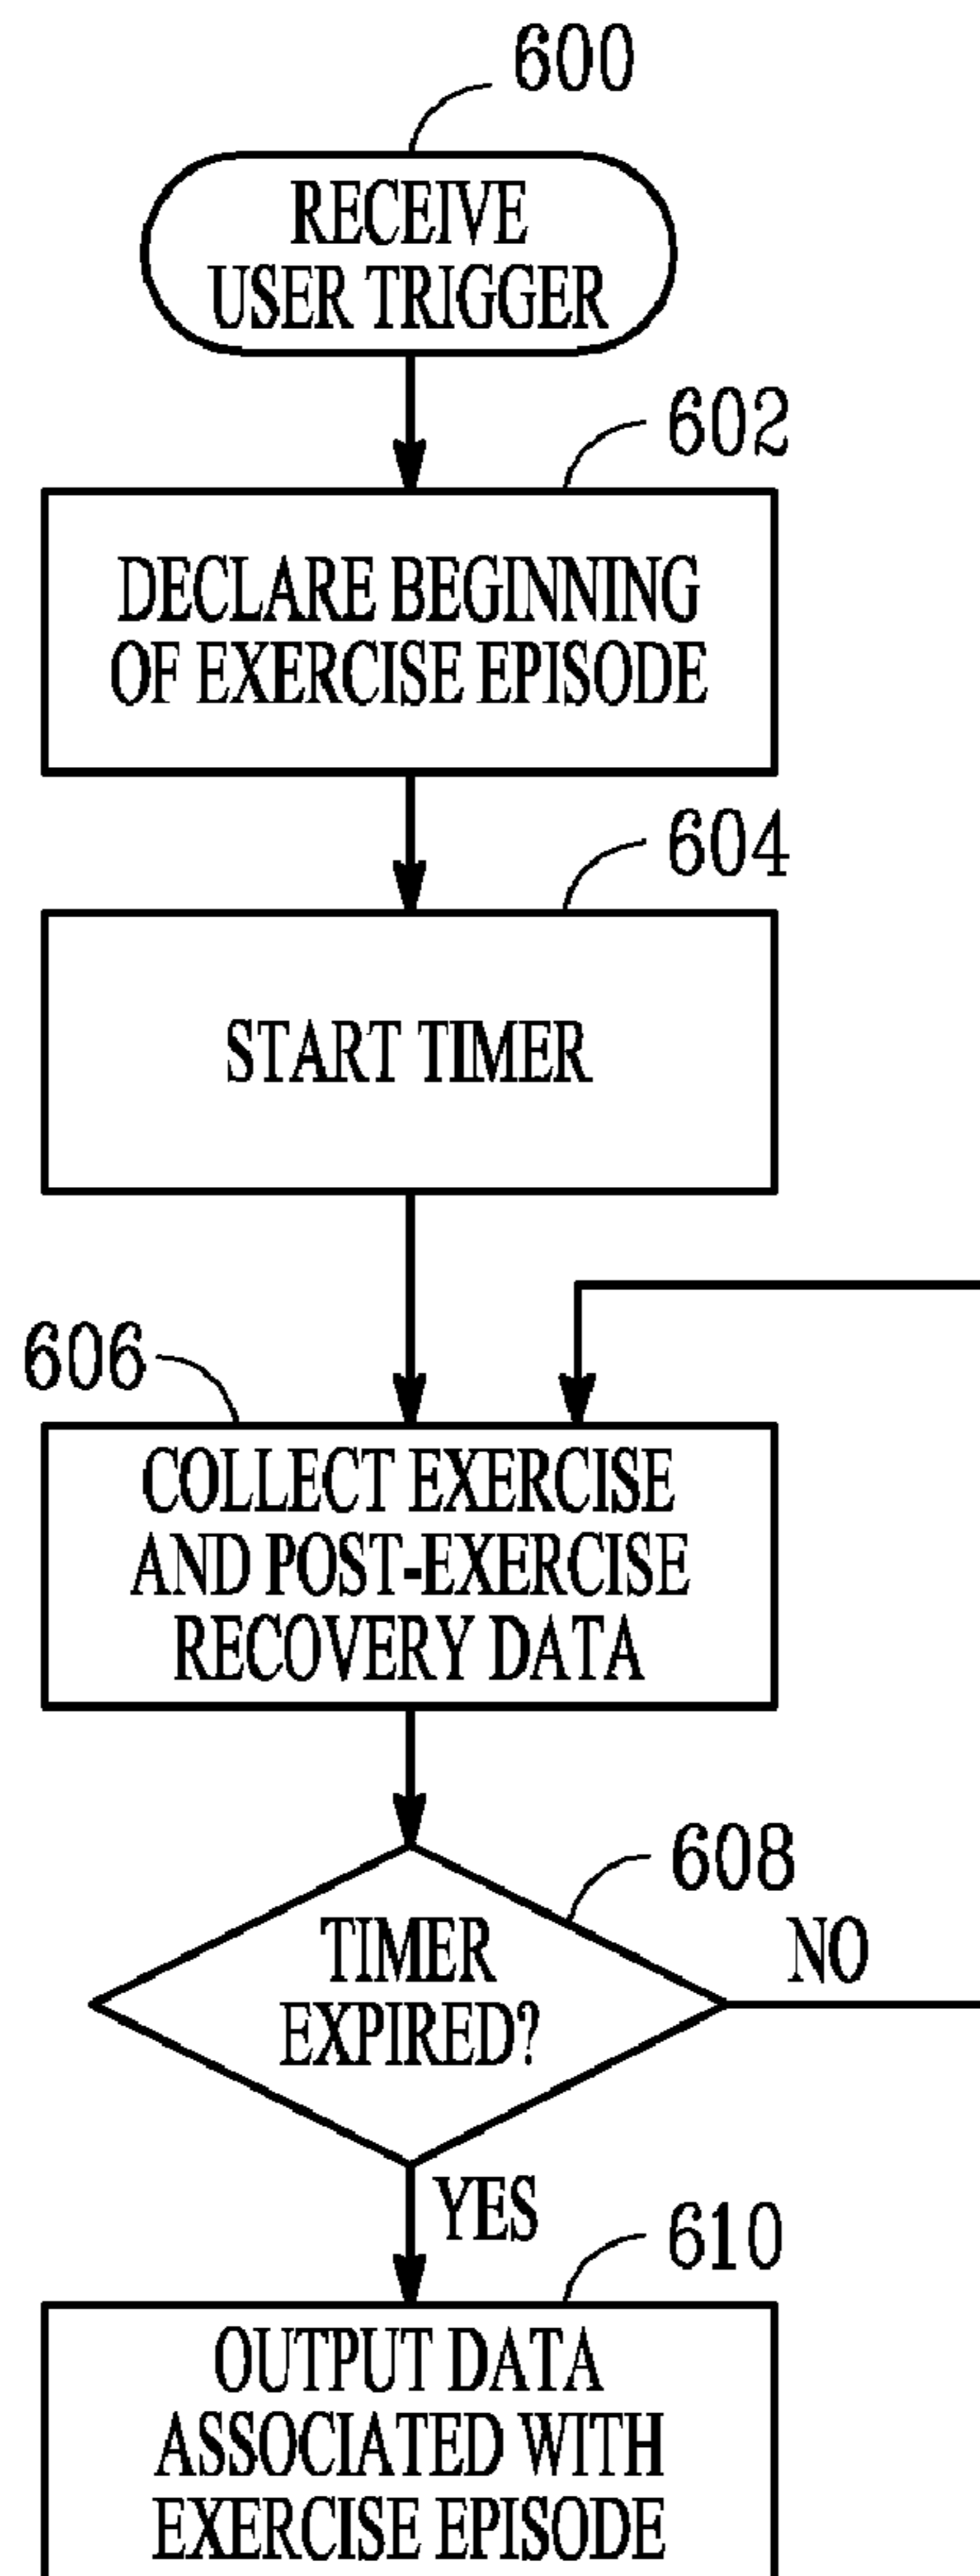 600
RECEIVE
USER TRIGGER
602
DECLARE BEGINNING
OF EXERCISE EPISODE
604
START TIMER
606
COLLECT EXERCISE
AND POST-EXERCISE
RECOVERY DATA
608
TIMER
EXPIRED?
NO
YES
610
OUTPUT DATA
ASSOCIATED WITH
EXERCISE EPISODE